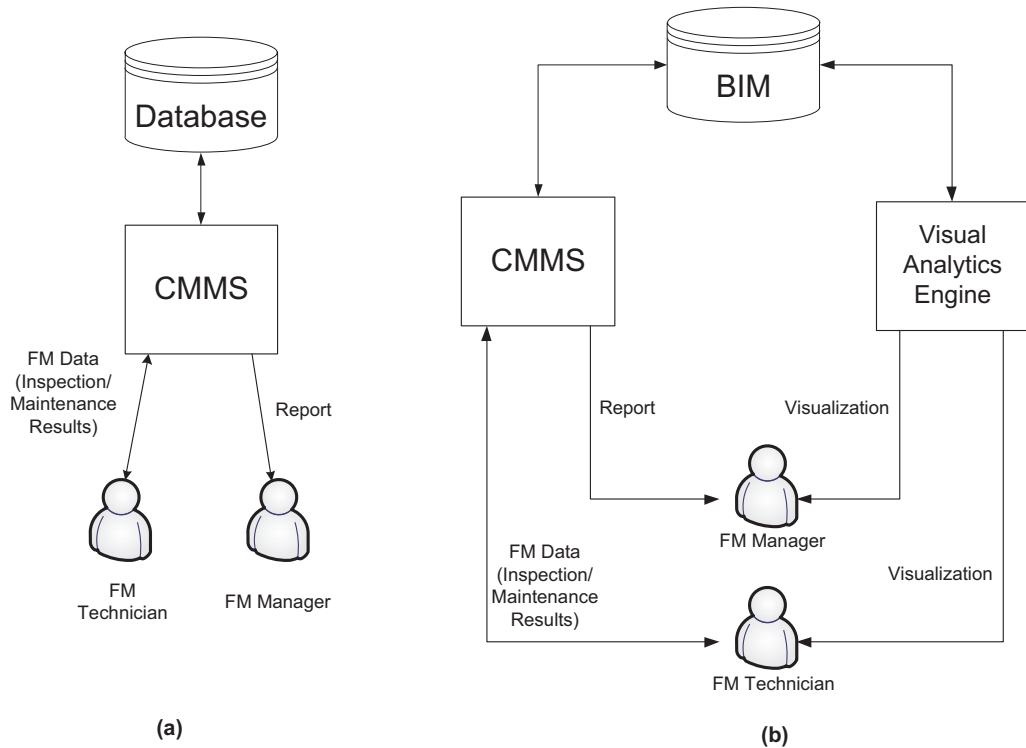 Database
CMMS
FM Data
(Inspection/
Maintenance
Results)
Report
FM
Technician
FM Manager
(a)
BIM
CMMS
Visual
Analytics
Engine
Report
Visualization
FM Manager
FM Data
(Inspection/
Maintenance
Results)
Visualization
FM Technician
(b)